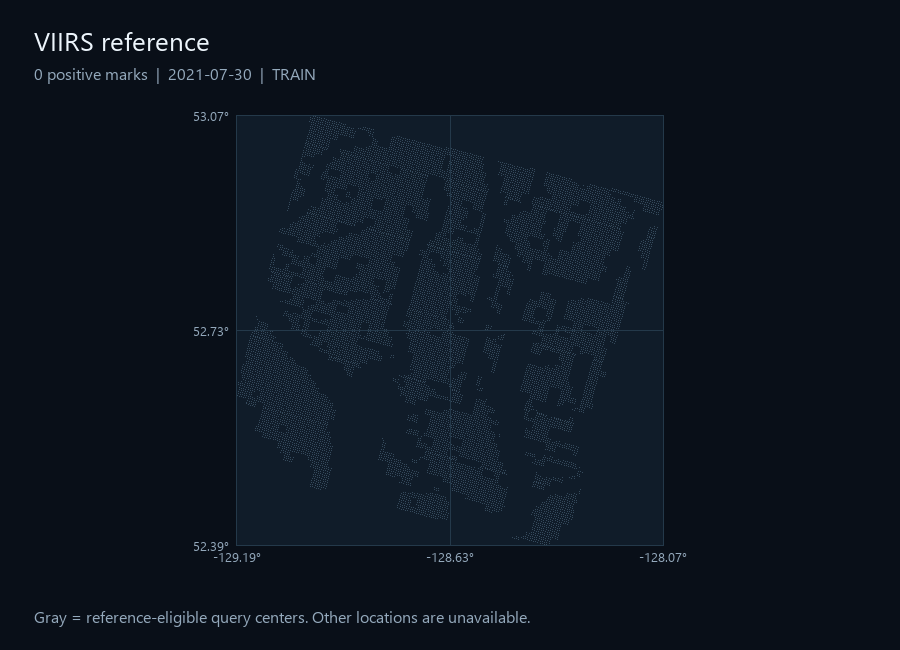 VIIRS reference
0 positive marks | 2021-07-30 | TRAIN
53.07°
52.73°
52.39°
-129.19°
-128.63°
-128.07°
Gray = reference-eligible query centers. Other locations are unavailable.